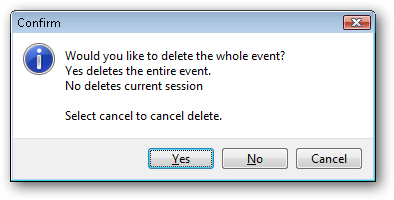 Confirm
Would you like to delete the whole event?
Yes deletes the entire event.
No deletes current session
Select cancel to cancel delete.
Yes No Cancel